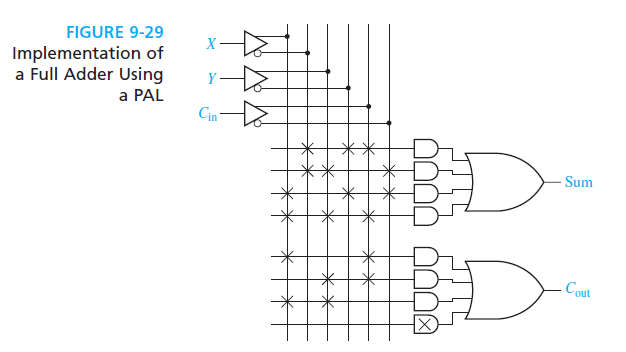 FIGURE 9-29
Implementation of
a Full Adder Using
a PAL
X
Y
Cin
Sum
Cout